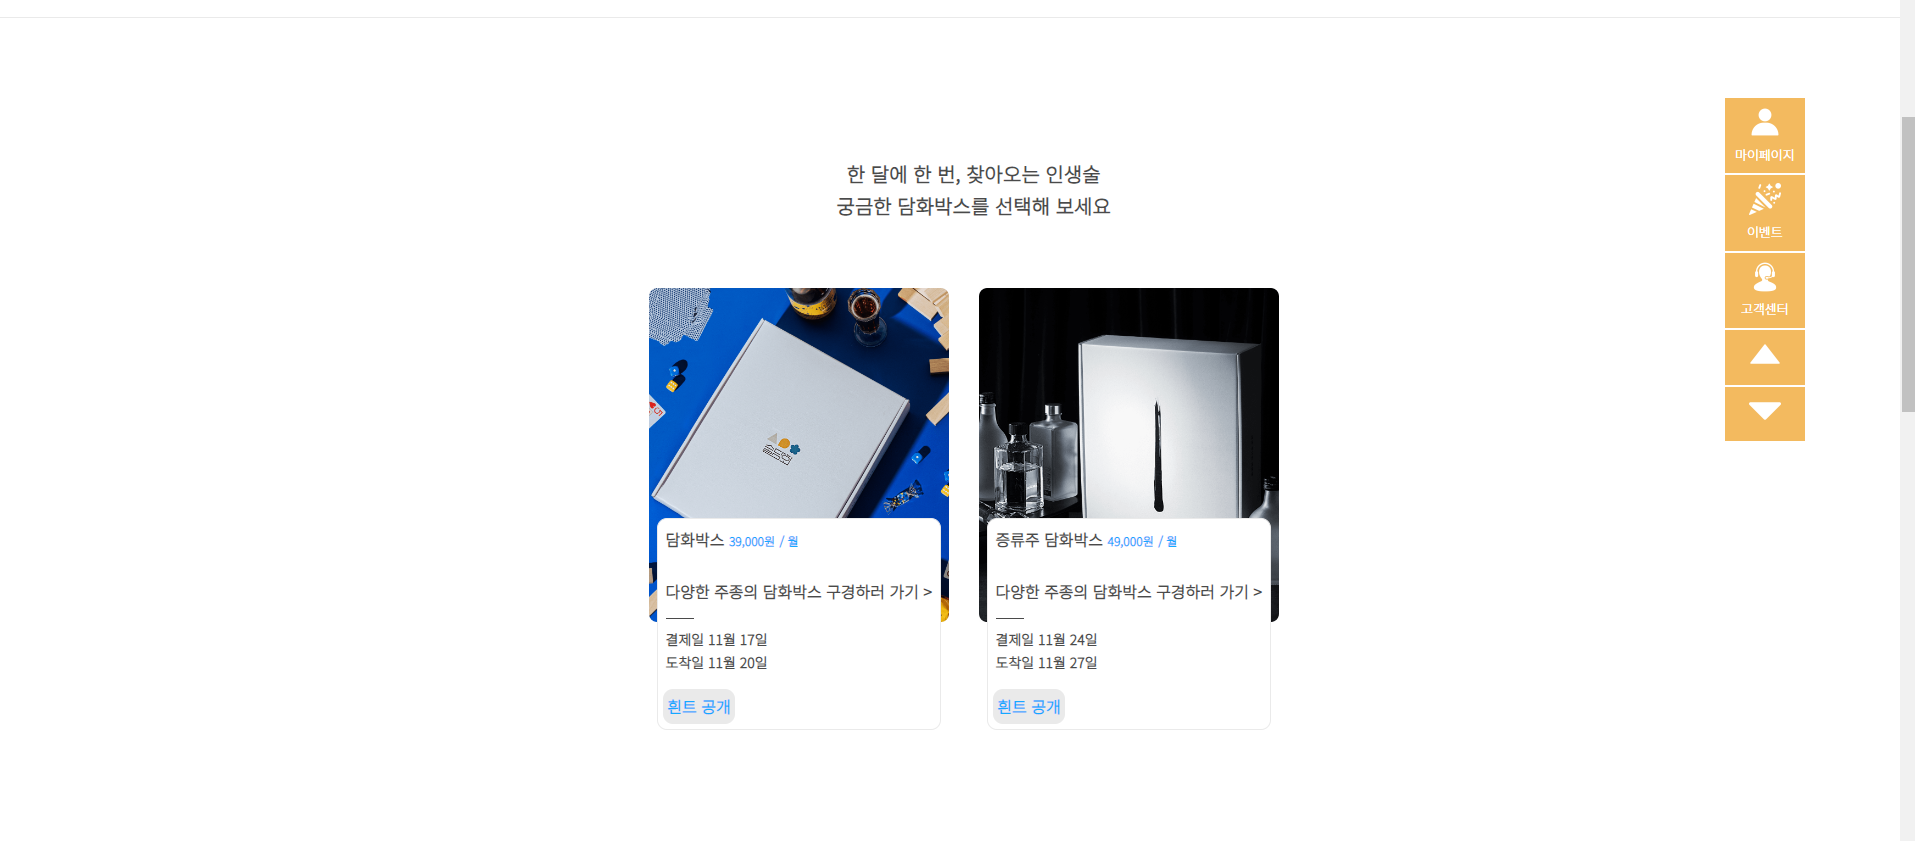 한 달에 한 번, 찾아오는 인생술
궁금한 담화박스를 선택해 보세요
술담화
담화박스 39,000원 / 월
다양한 주종의 담화박스 구경하러 가기 >
결제일 11월 17일
도착일 11월 20일
흰트 공개
증류주 담화박스 49,000원 / 월
다양한 주종의 담화박스 구경하러 가기 >
결제일 11월 24일
도착일 11월 27일
흰트 공개
마이페이지
이벤트
고객센터